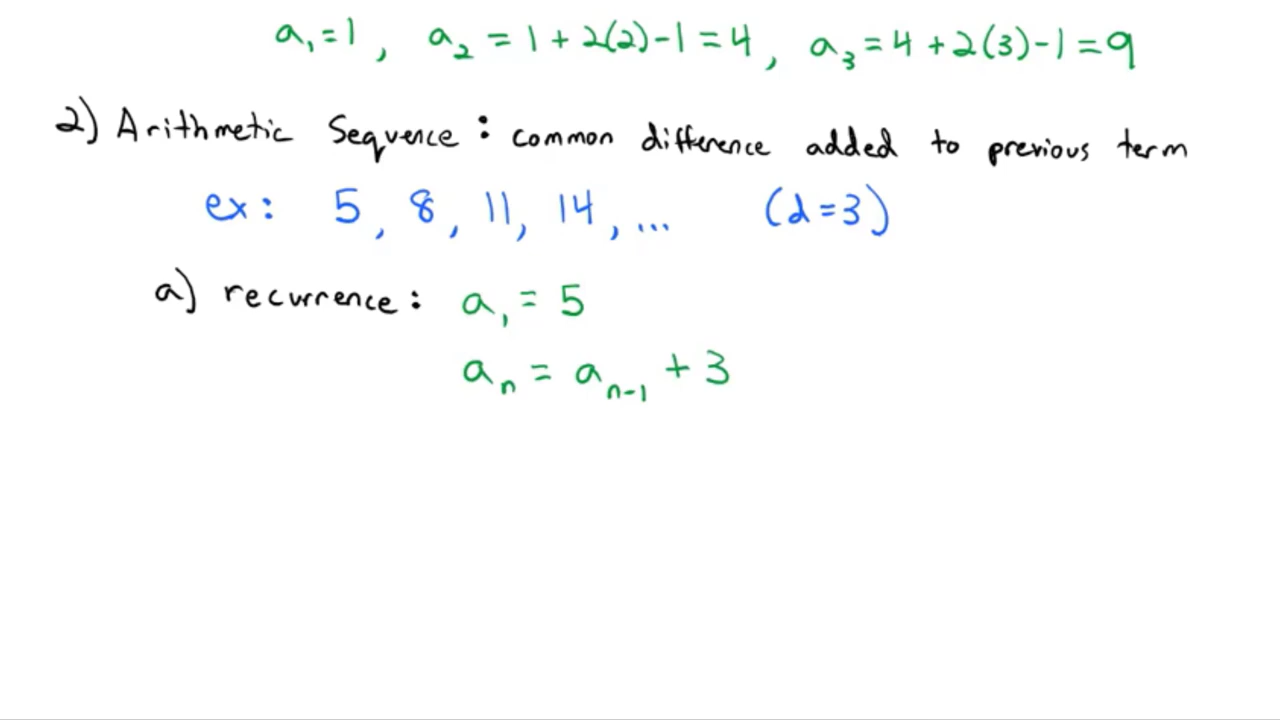 a₁ = 1 , a₂ = 1 + 2(2) - 1 = 4 , a₃ = 4 + 2(3) - 1 = 9
2) Arithmetic Sequence : common difference added to previous term
ex : 5 , 8 , 11 , 14 , ... (d = 3)
a) recurrence : a₁ = 5
aₙ = aₙ₋₁ + 3